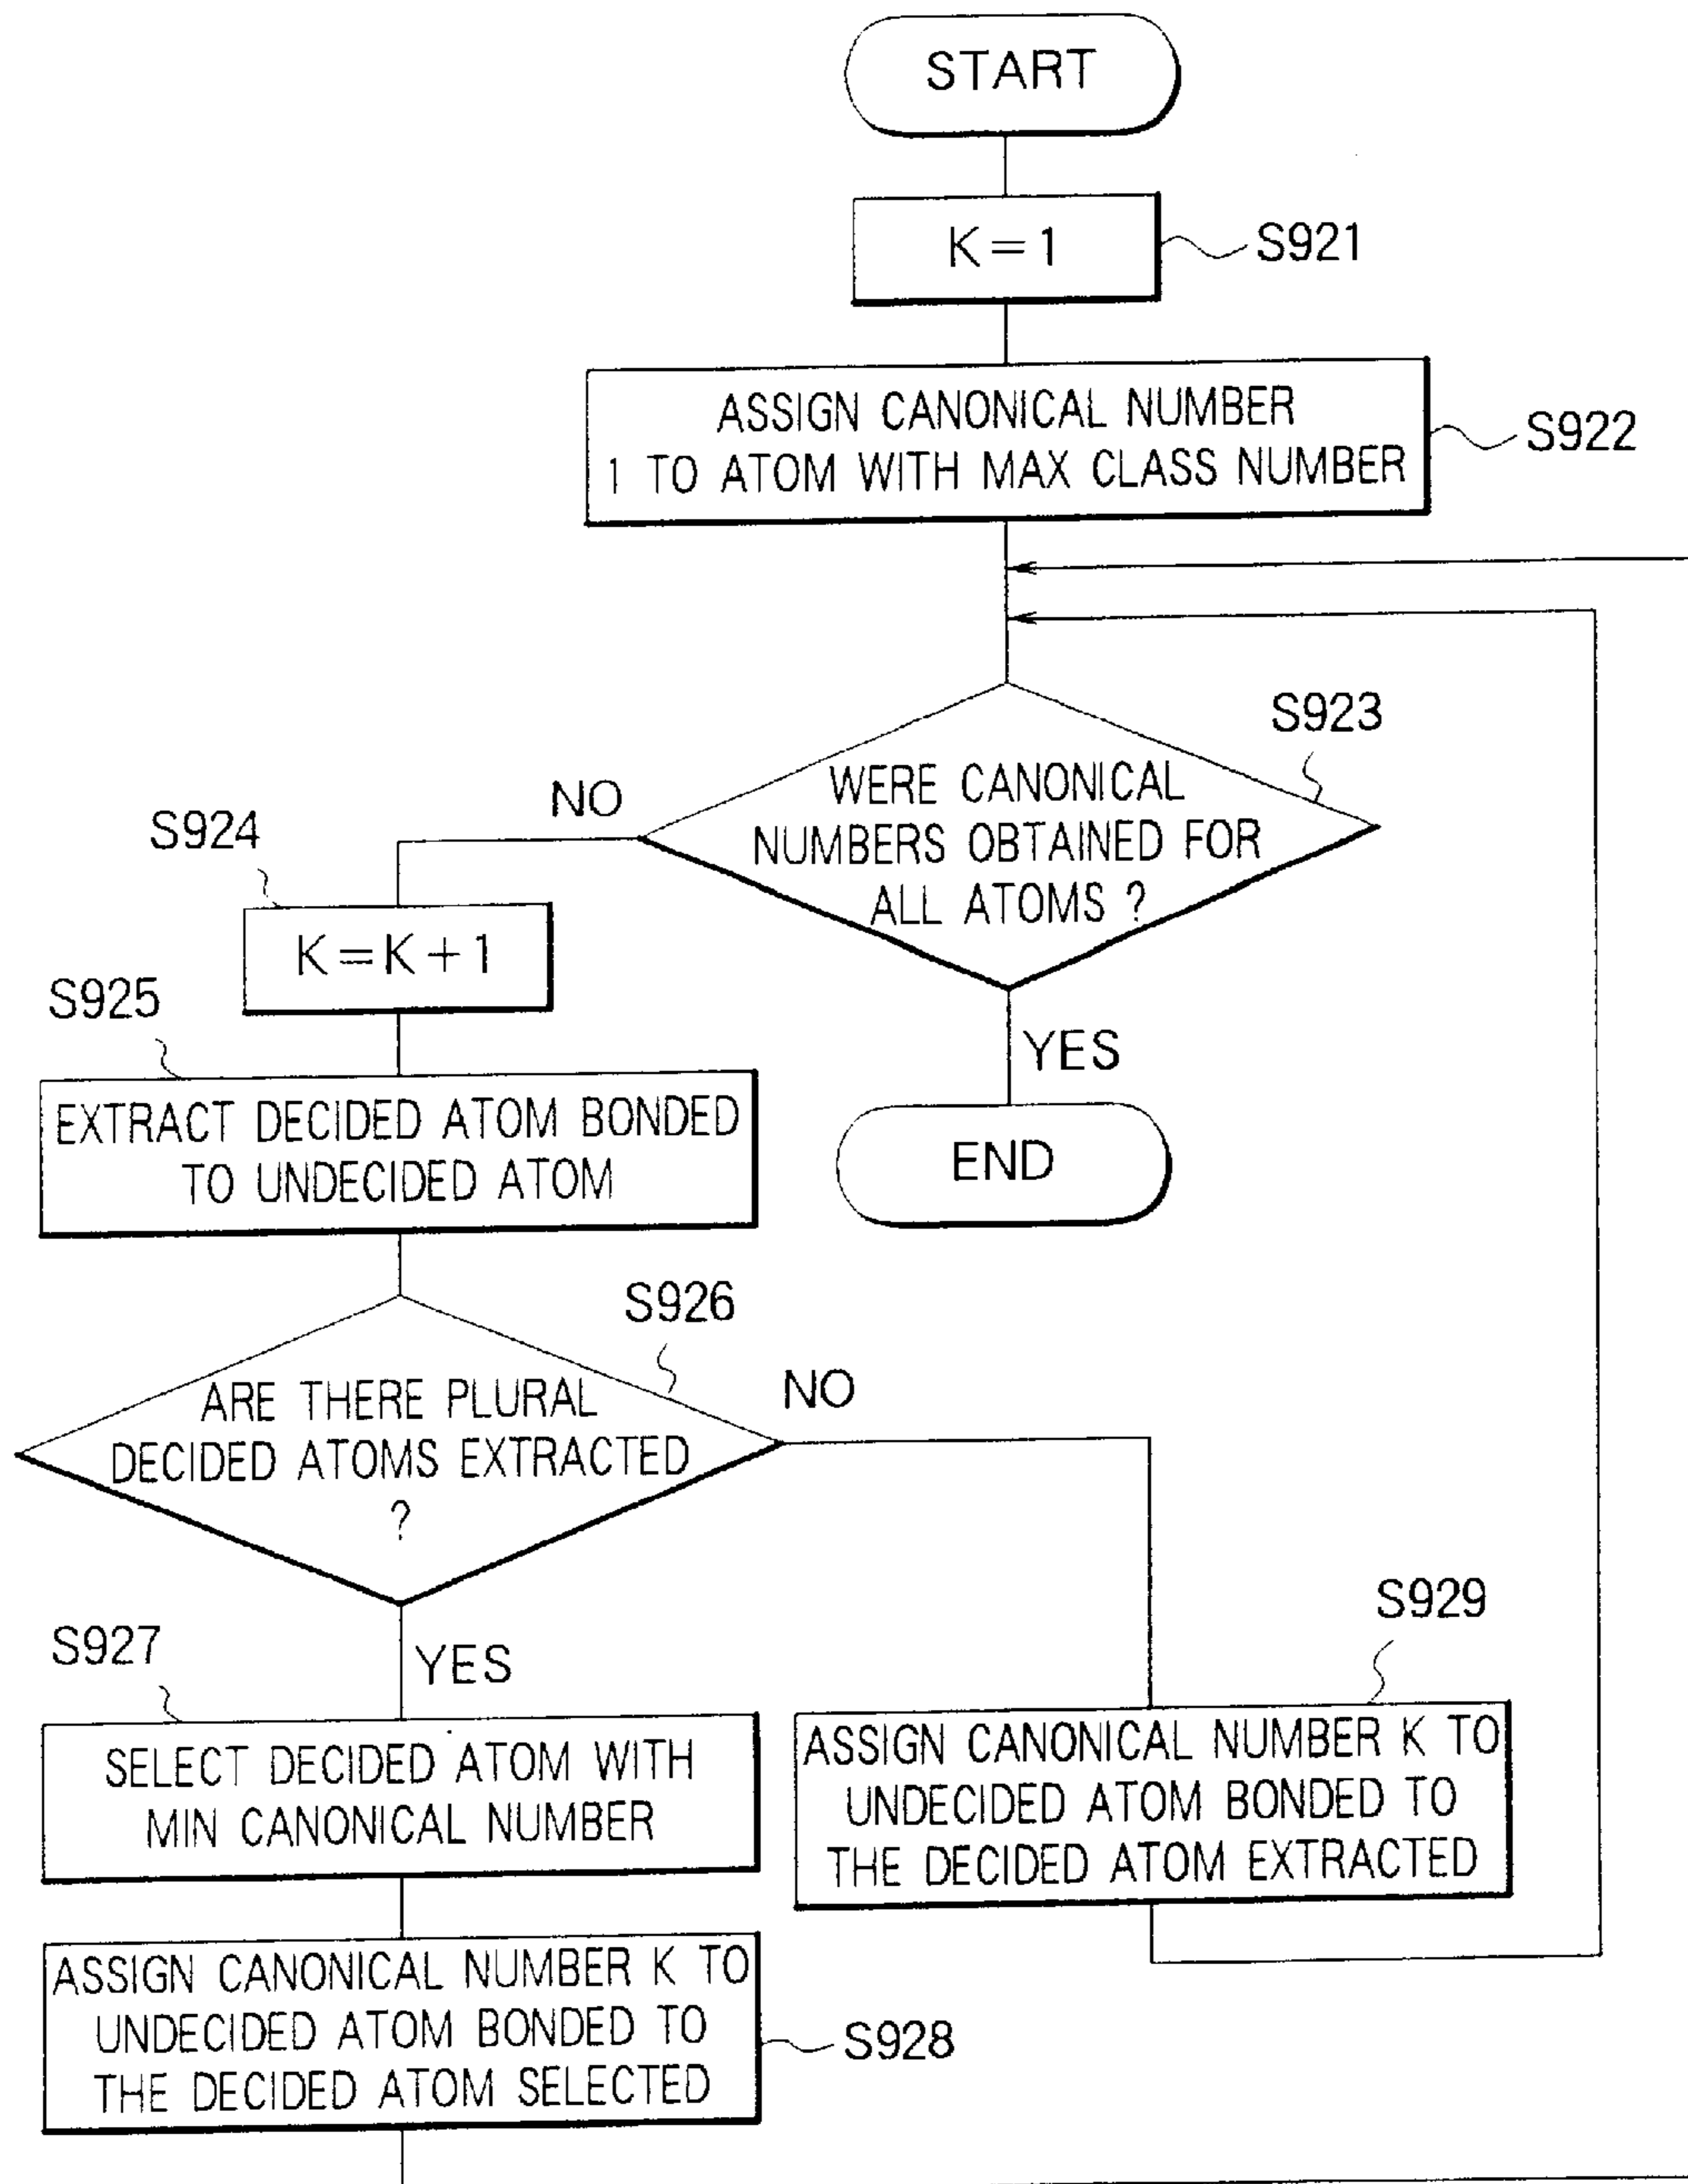 START
K=1
S921
ASSIGN CANONICAL NUMBER
1 TO ATOM WITH MAX CLASS NUMBER
S922
S923
WERE CANONICAL
NUMBERS OBTAINED FOR
ALL ATOMS ?
NO
YES
END
S924
K=K+1
S925
EXTRACT DECIDED ATOM BONDED
TO UNDECIDED ATOM
S926
ARE THERE PLURAL
DECIDED ATOMS EXTRACTED
?
NO
YES
S927
SELECT DECIDED ATOM WITH
MIN CANONICAL NUMBER
ASSIGN CANONICAL NUMBER K TO
UNDECIDED ATOM BONDED TO
THE DECIDED ATOM SELECTED
S928
S929
ASSIGN CANONICAL NUMBER K TO
UNDECIDED ATOM BONDED TO
THE DECIDED ATOM EXTRACTED